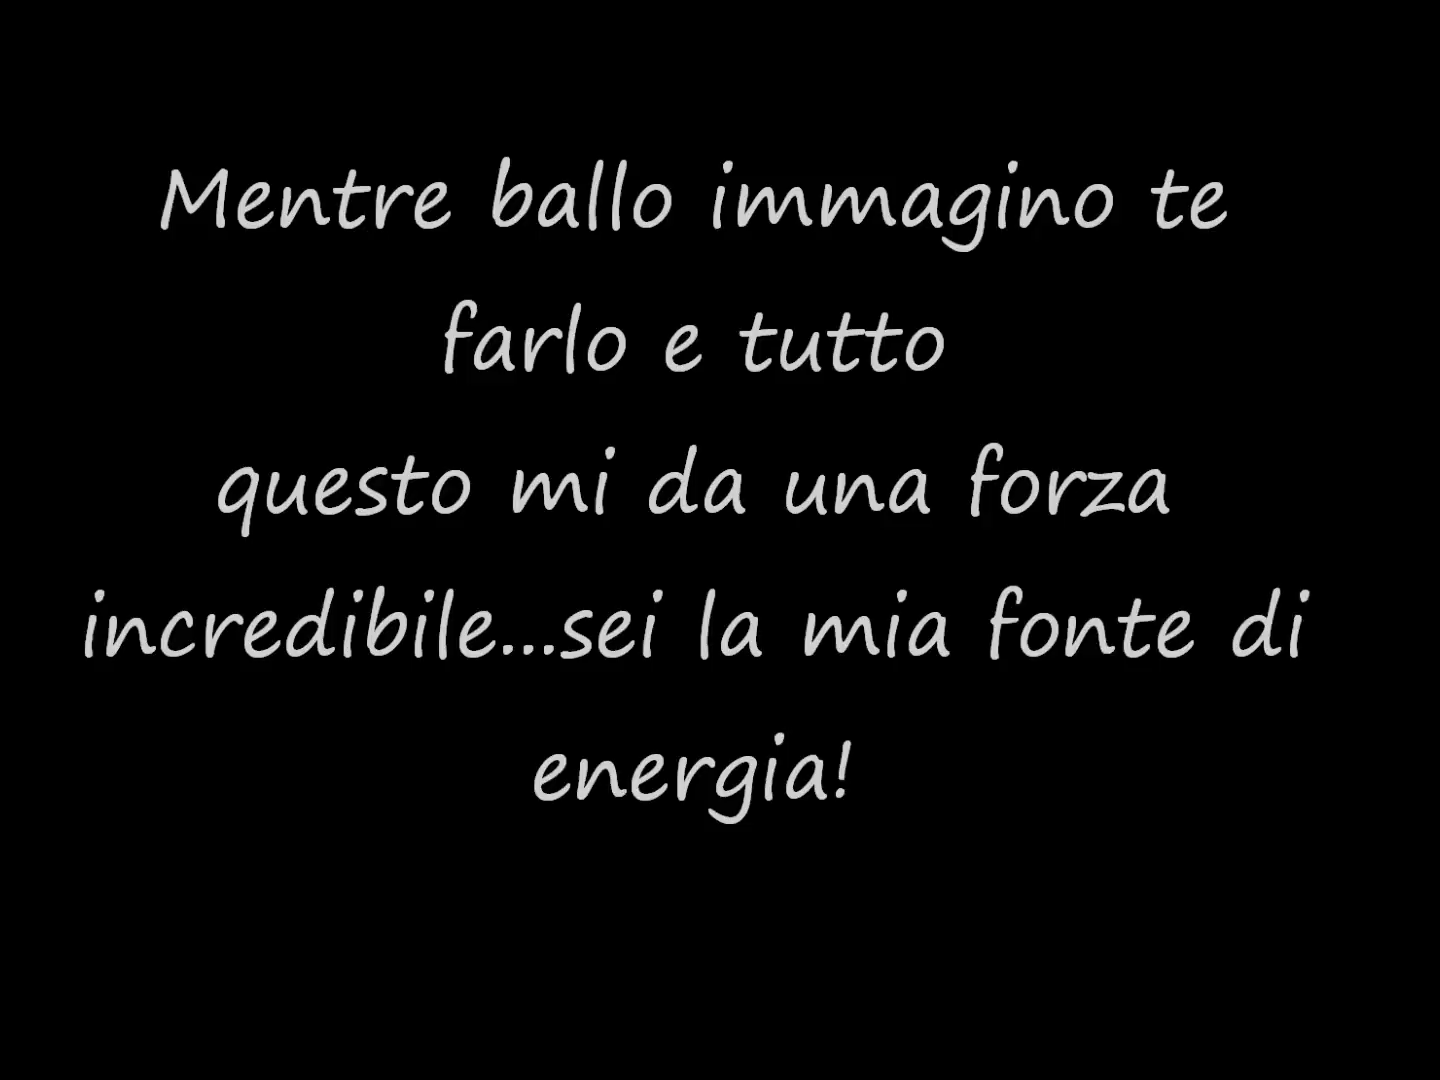 Mentre ballo immagino te
farlo e tutto
questo mi da una forza
incredibile...sei la mia fonte di
energia!